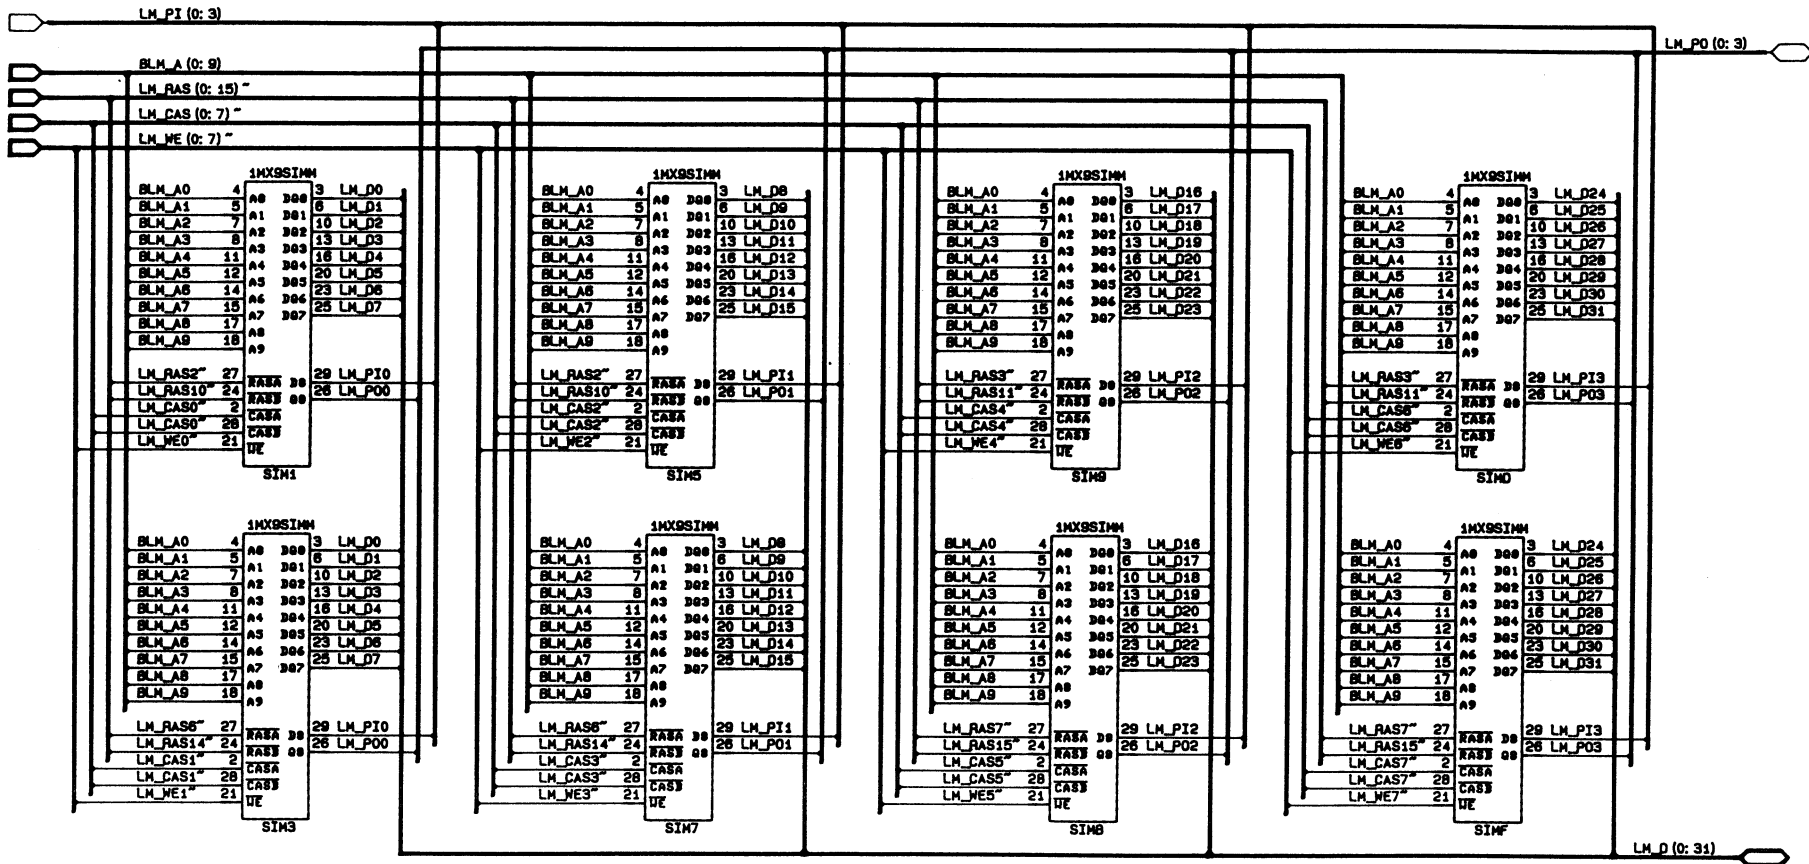 LM_PI (0: 3)
LM_PO (0: 3)
BLM_A (0: 9)
LM_RAS (0: 15)~
LM_CAS (0: 7)~
LM_WE (0: 7)~
1MX9SIMM
BLM_A0 4 A0 DQ0 3 LM_D0
BLM_A1 5 A1 DQ1 6 LM_D1
BLM_A2 7 A2 DQ2 10 LM_D2
BLM_A3 8 A3 DQ3 13 LM_D3
BLM_A4 11 A4 DQ4 16 LM_D4
BLM_A5 12 A5 DQ5 20 LM_D5
BLM_A6 14 A6 DQ6 23 LM_D6
BLM_A7 15 A7 DQ7 25 LM_D7
BLM_A8 17 A8
BLM_A9 18 A9
LM_RAS2~ 27 RASA D8 29 LM_PI0
LM_RAS10~ 24 RASB Q8 26 LM_PO0
LM_CAS0~ 2 CASA
LM_CAS0~ 28 CASB
LM_WE0~ 21 WE
SIM1
1MX9SIMM
BLM_A0 4 A0 DQ0 3 LM_D8
BLM_A1 5 A1 DQ1 6 LM_D9
BLM_A2 7 A2 DQ2 10 LM_D10
BLM_A3 8 A3 DQ3 13 LM_D11
BLM_A4 11 A4 DQ4 16 LM_D12
BLM_A5 12 A5 DQ5 20 LM_D13
BLM_A6 14 A6 DQ6 23 LM_D14
BLM_A7 15 A7 DQ7 25 LM_D15
BLM_A8 17 A8
BLM_A9 18 A9
LM_RAS2~ 27 RASA D8 29 LM_PI1
LM_RAS10~ 24 RASB Q8 26 LM_PO1
LM_CAS2~ 2 CASA
LM_CAS2~ 28 CASB
LM_WE2~ 21 WE
SIM5
1MX9SIMM
BLM_A0 4 A0 DQ0 3 LM_D16
BLM_A1 5 A1 DQ1 6 LM_D17
BLM_A2 7 A2 DQ2 10 LM_D18
BLM_A3 8 A3 DQ3 13 LM_D19
BLM_A4 11 A4 DQ4 16 LM_D20
BLM_A5 12 A5 DQ5 20 LM_D21
BLM_A6 14 A6 DQ6 23 LM_D22
BLM_A7 15 A7 DQ7 25 LM_D23
BLM_A8 17 A8
BLM_A9 18 A9
LM_RAS3~ 27 RASA D8 29 LM_PI2
LM_RAS11~ 24 RASB Q8 26 LM_PO2
LM_CAS4~ 2 CASA
LM_CAS4~ 28 CASB
LM_WE4~ 21 WE
SIM9
1MX9SIMM
BLM_A0 4 A0 DQ0 3 LM_D24
BLM_A1 5 A1 DQ1 6 LM_D25
BLM_A2 7 A2 DQ2 10 LM_D26
BLM_A3 8 A3 DQ3 13 LM_D27
BLM_A4 11 A4 DQ4 16 LM_D28
BLM_A5 12 A5 DQ5 20 LM_D29
BLM_A6 14 A6 DQ6 23 LM_D30
BLM_A7 15 A7 DQ7 25 LM_D31
BLM_A8 17 A8
BLM_A9 18 A9
LM_RAS3~ 27 RASA D8 29 LM_PI3
LM_RAS11~ 24 RASB Q8 26 LM_PO3
LM_CAS6~ 2 CASA
LM_CAS6~ 28 CASB
LM_WE6~ 21 WE
SIMD
1MX9SIMM
BLM_A0 4 A0 DQ0 3 LM_D0
BLM_A1 5 A1 DQ1 6 LM_D1
BLM_A2 7 A2 DQ2 10 LM_D2
BLM_A3 8 A3 DQ3 13 LM_D3
BLM_A4 11 A4 DQ4 16 LM_D4
BLM_A5 12 A5 DQ5 20 LM_D5
BLM_A6 14 A6 DQ6 23 LM_D6
BLM_A7 15 A7 DQ7 25 LM_D7
BLM_A8 17 A8
BLM_A9 18 A9
LM_RAS6~ 27 RASA D8 29 LM_PI0
LM_RAS14~ 24 RASB Q8 26 LM_PO0
LM_CAS1~ 2 CASA
LM_CAS1~ 28 CASB
LM_WE1~ 21 WE
SIM3
1MX9SIMM
BLM_A0 4 A0 DQ0 3 LM_D8
BLM_A1 5 A1 DQ1 6 LM_D9
BLM_A2 7 A2 DQ2 10 LM_D10
BLM_A3 8 A3 DQ3 13 LM_D11
BLM_A4 11 A4 DQ4 16 LM_D12
BLM_A5 12 A5 DQ5 20 LM_D13
BLM_A6 14 A6 DQ6 23 LM_D14
BLM_A7 15 A7 DQ7 25 LM_D15
BLM_A8 17 A8
BLM_A9 18 A9
LM_RAS6~ 27 RASA D8 29 LM_PI1
LM_RAS14~ 24 RASB Q8 26 LM_PO1
LM_CAS3~ 2 CASA
LM_CAS3~ 28 CASB
LM_WE3~ 21 WE
SIM7
1MX9SIMM
BLM_A0 4 A0 DQ0 3 LM_D16
BLM_A1 5 A1 DQ1 6 LM_D17
BLM_A2 7 A2 DQ2 10 LM_D18
BLM_A3 8 A3 DQ3 13 LM_D19
BLM_A4 11 A4 DQ4 16 LM_D20
BLM_A5 12 A5 DQ5 20 LM_D21
BLM_A6 14 A6 DQ6 23 LM_D22
BLM_A7 15 A7 DQ7 25 LM_D23
BLM_A8 17 A8
BLM_A9 18 A9
LM_RAS7~ 27 RASA D8 29 LM_PI2
LM_RAS15~ 24 RASB Q8 26 LM_PO2
LM_CAS5~ 2 CASA
LM_CAS5~ 28 CASB
LM_WE5~ 21 WE
SIMB
1MX9SIMM
BLM_A0 4 A0 DQ0 3 LM_D24
BLM_A1 5 A1 DQ1 6 LM_D25
BLM_A2 7 A2 DQ2 10 LM_D26
BLM_A3 8 A3 DQ3 13 LM_D27
BLM_A4 11 A4 DQ4 16 LM_D28
BLM_A5 12 A5 DQ5 20 LM_D29
BLM_A6 14 A6 DQ6 23 LM_D30
BLM_A7 15 A7 DQ7 25 LM_D31
BLM_A8 17 A8
BLM_A9 18 A9
LM_RAS7~ 27 RASA D8 29 LM_PI3
LM_RAS15~ 24 RASB Q8 26 LM_PO3
LM_CAS7~ 2 CASA
LM_CAS7~ 28 CASB
LM_WE7~ 21 WE
SIMF
LM_D (0: 31)